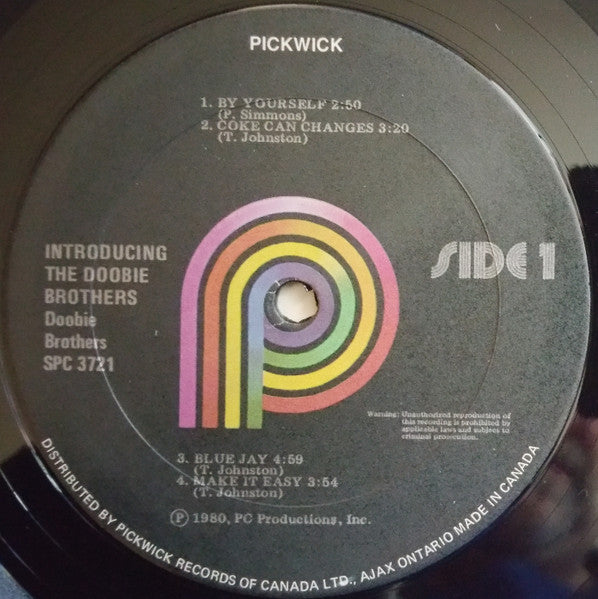 PICKWICK
1. BY YOURSELF 2:50
(P. Simmons)
2. COKE CAN CHANGES 3:20
(T. Johnston)
INTRODUCING
THE DOOBIE
BROTHERS
Doobie
Brothers
SPC 3721
SIDE 1
Warning: Unauthorized reproduction of
this recording is prohibited by
applicable laws and subject to
criminal prosecution.
3. BLUE JAY 4:59
(T. Johnston)
4. MAKE IT EASY 3:54
(T. Johnston)
Ⓟ 1980, PC Productions, Inc.
DISTRIBUTED BY PICKWICK RECORDS OF CANADA LTD., AJAX ONTARIO MADE IN CANADA